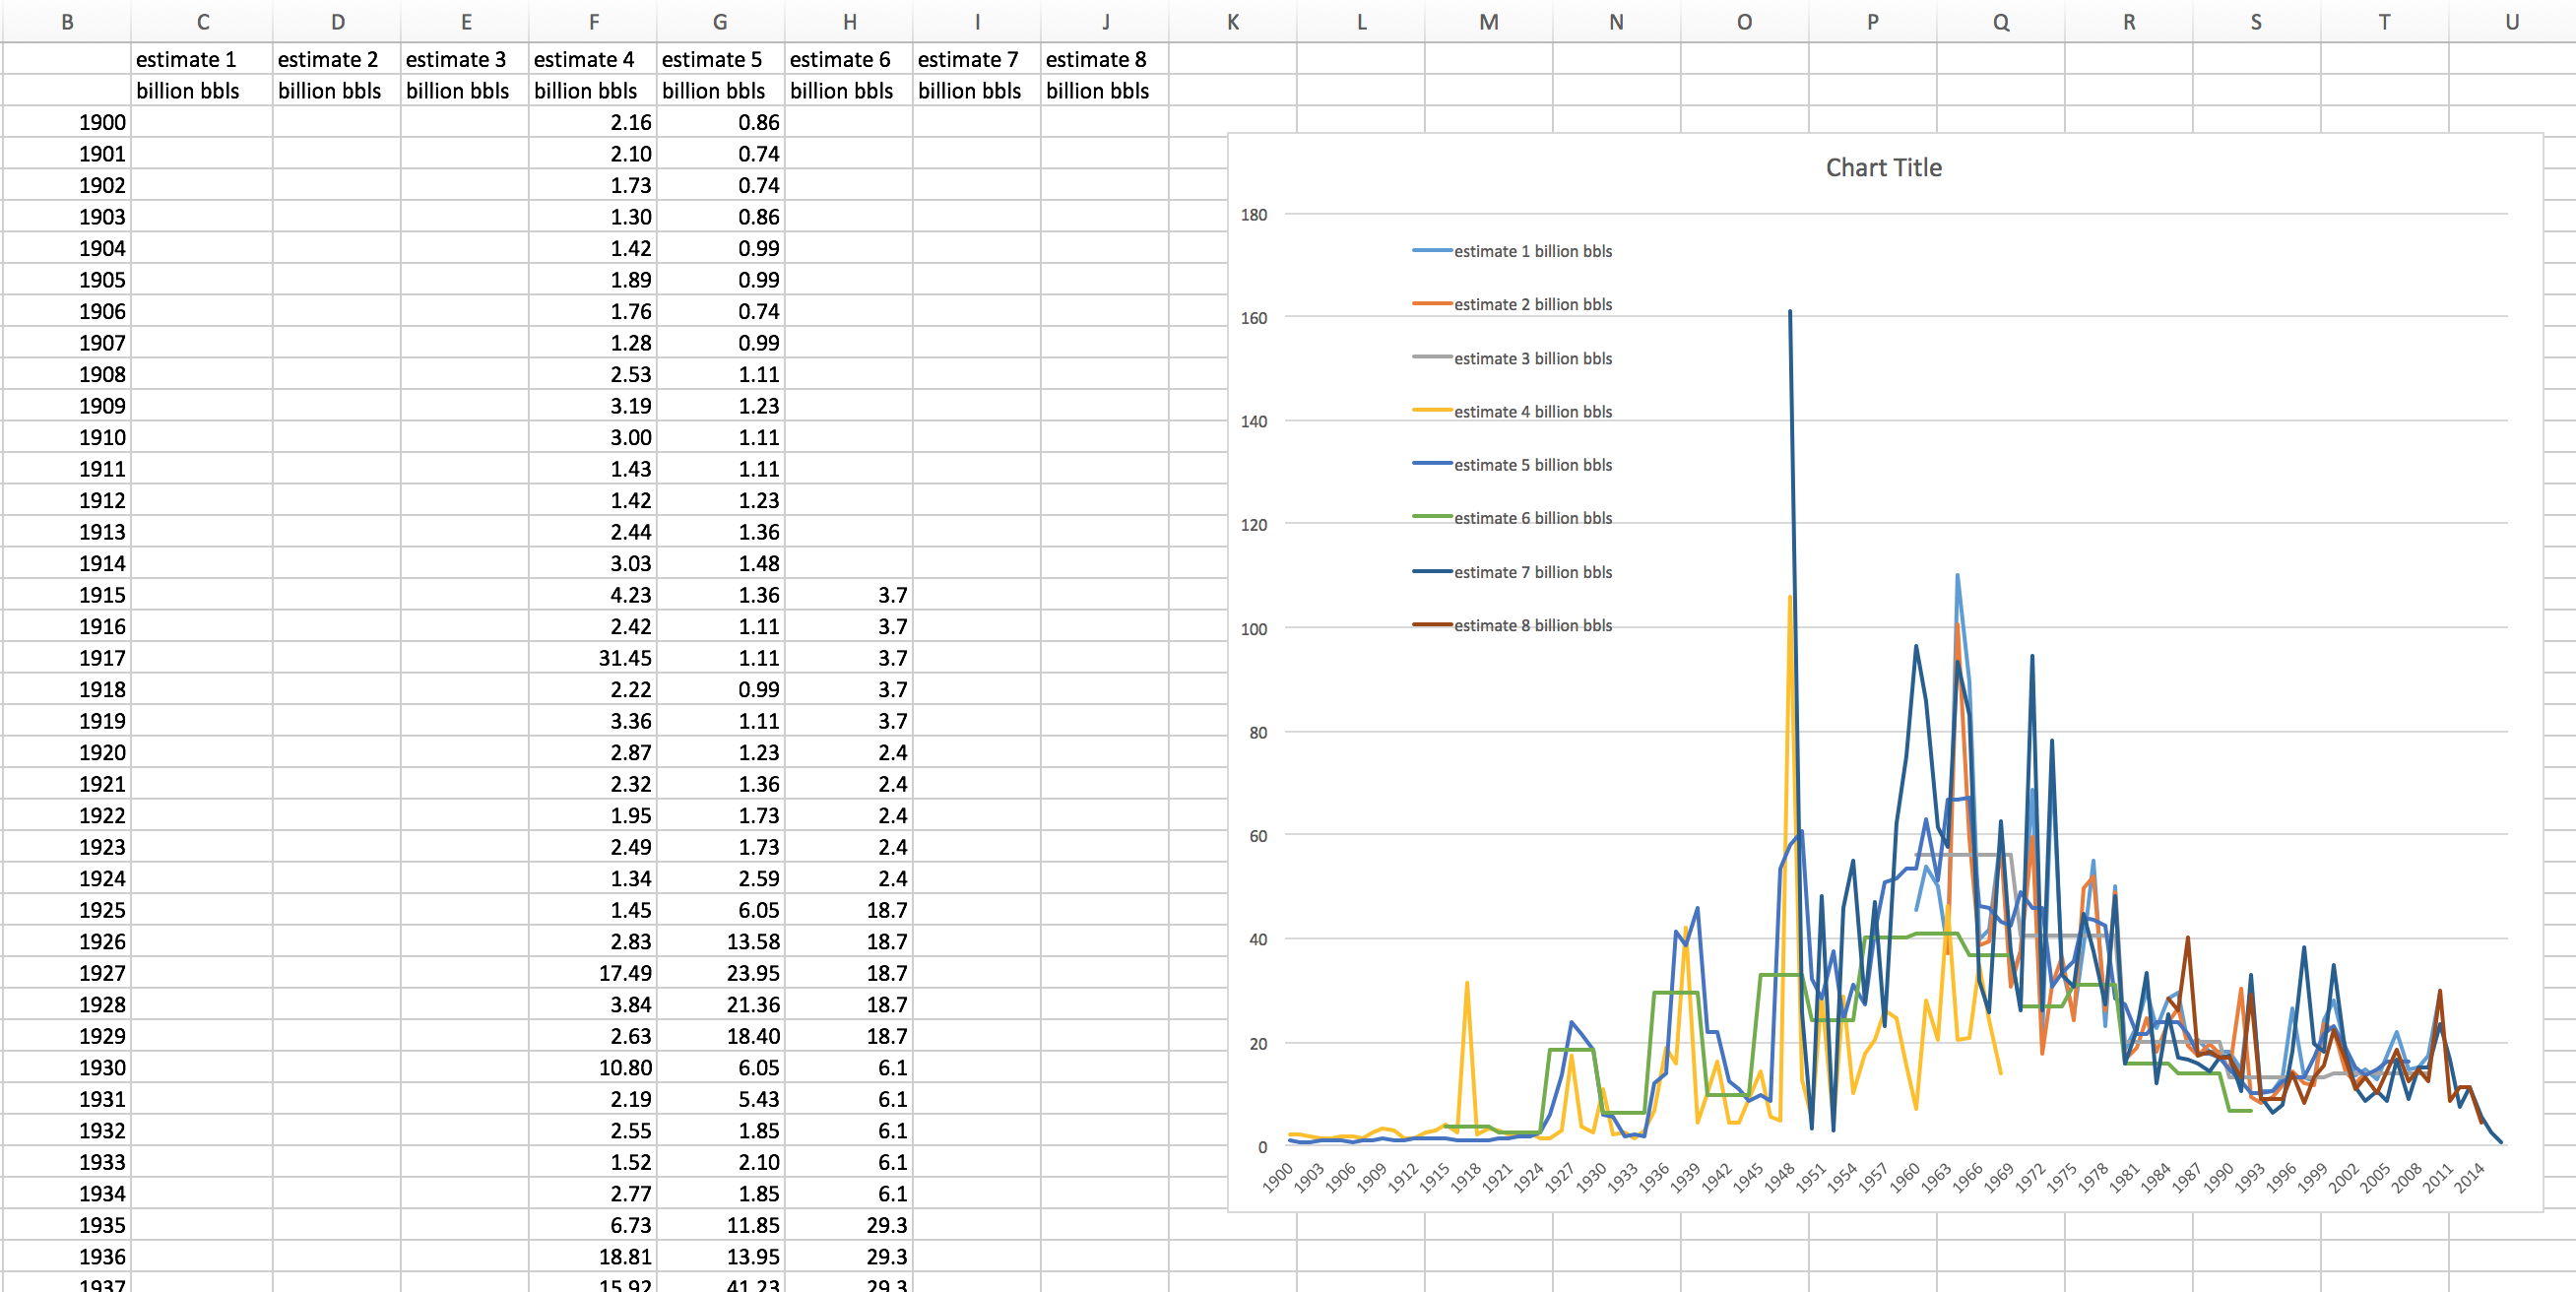 B C D E F G H I J K L M N O P Q R S T U
estimate 1 estimate 2 estimate 3 estimate 4 estimate 5 estimate 6 estimate 7 estimate 8
billion bbls billion bbls billion bbls billion bbls billion bbls billion bbls billion bbls billion bbls
1900 2.16 0.86
1901 2.10 0.74
1902 1.73 0.74
1903 1.30 0.86
1904 1.42 0.99
1905 1.89 0.99
1906 1.76 0.74
1907 1.28 0.99
1908 2.53 1.11
1909 3.19 1.23
1910 3.00 1.11
1911 1.43 1.11
1912 1.42 1.23
1913 2.44 1.36
1914 3.03 1.48
1915 4.23 1.36 3.7
1916 2.42 1.11 3.7
1917 31.45 1.11 3.7
1918 2.22 0.99 3.7
1919 3.36 1.11 3.7
1920 2.87 1.23 2.4
1921 2.32 1.36 2.4
1922 1.95 1.73 2.4
1923 2.49 1.73 2.4
1924 1.34 2.59 2.4
1925 1.45 6.05 18.7
1926 2.83 13.58 18.7
1927 17.49 23.95 18.7
1928 3.84 21.36 18.7
1929 2.63 18.40 18.7
1930 10.80 6.05 6.1
1931 2.19 5.43 6.1
1932 2.55 1.85 6.1
1933 1.52 2.10 6.1
1934 2.77 1.85 6.1
1935 6.73 11.85 29.3
1936 18.81 13.95 29.3
1937 15.92 41.23 29.3
Chart Title
180
160
140
120
100
80
60
40
20
0
estimate 1 billion bbls
estimate 2 billion bbls
estimate 3 billion bbls
estimate 4 billion bbls
estimate 5 billion bbls
estimate 6 billion bbls
estimate 7 billion bbls
estimate 8 billion bbls
1900 1903 1906 1909 1912 1915 1918 1921 1924 1927 1930 1933 1936 1939 1942 1945 1948 1951 1954 1957 1960 1963 1966 1969 1972 1975 1978 1981 1984 1987 1990 1993 1996 1999 2002 2005 2008 2011 2014